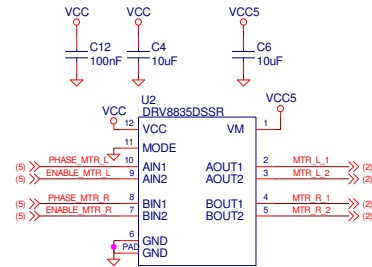 VCC VCC VCC5
C12 C4 C6
100nF 10uF 10uF
VCC VCC5
U2
DRV8835DSSR
12 VCC VM 1
11 MODE
(5) PHASE_MTR_L 10 AIN1 AOUT1 2 MTR_L_1 (2)
(5) ENABLE_MTR_L 9 AIN2 AOUT2 3 MTR_L_2 (2)
(5) PHASE_MTR_R 8 BIN1 BOUT1 4 MTR_R_1 (2)
(5) ENABLE_MTR_R 7 BIN2 BOUT2 5 MTR_R_2 (2)
6 GND
PAD GND